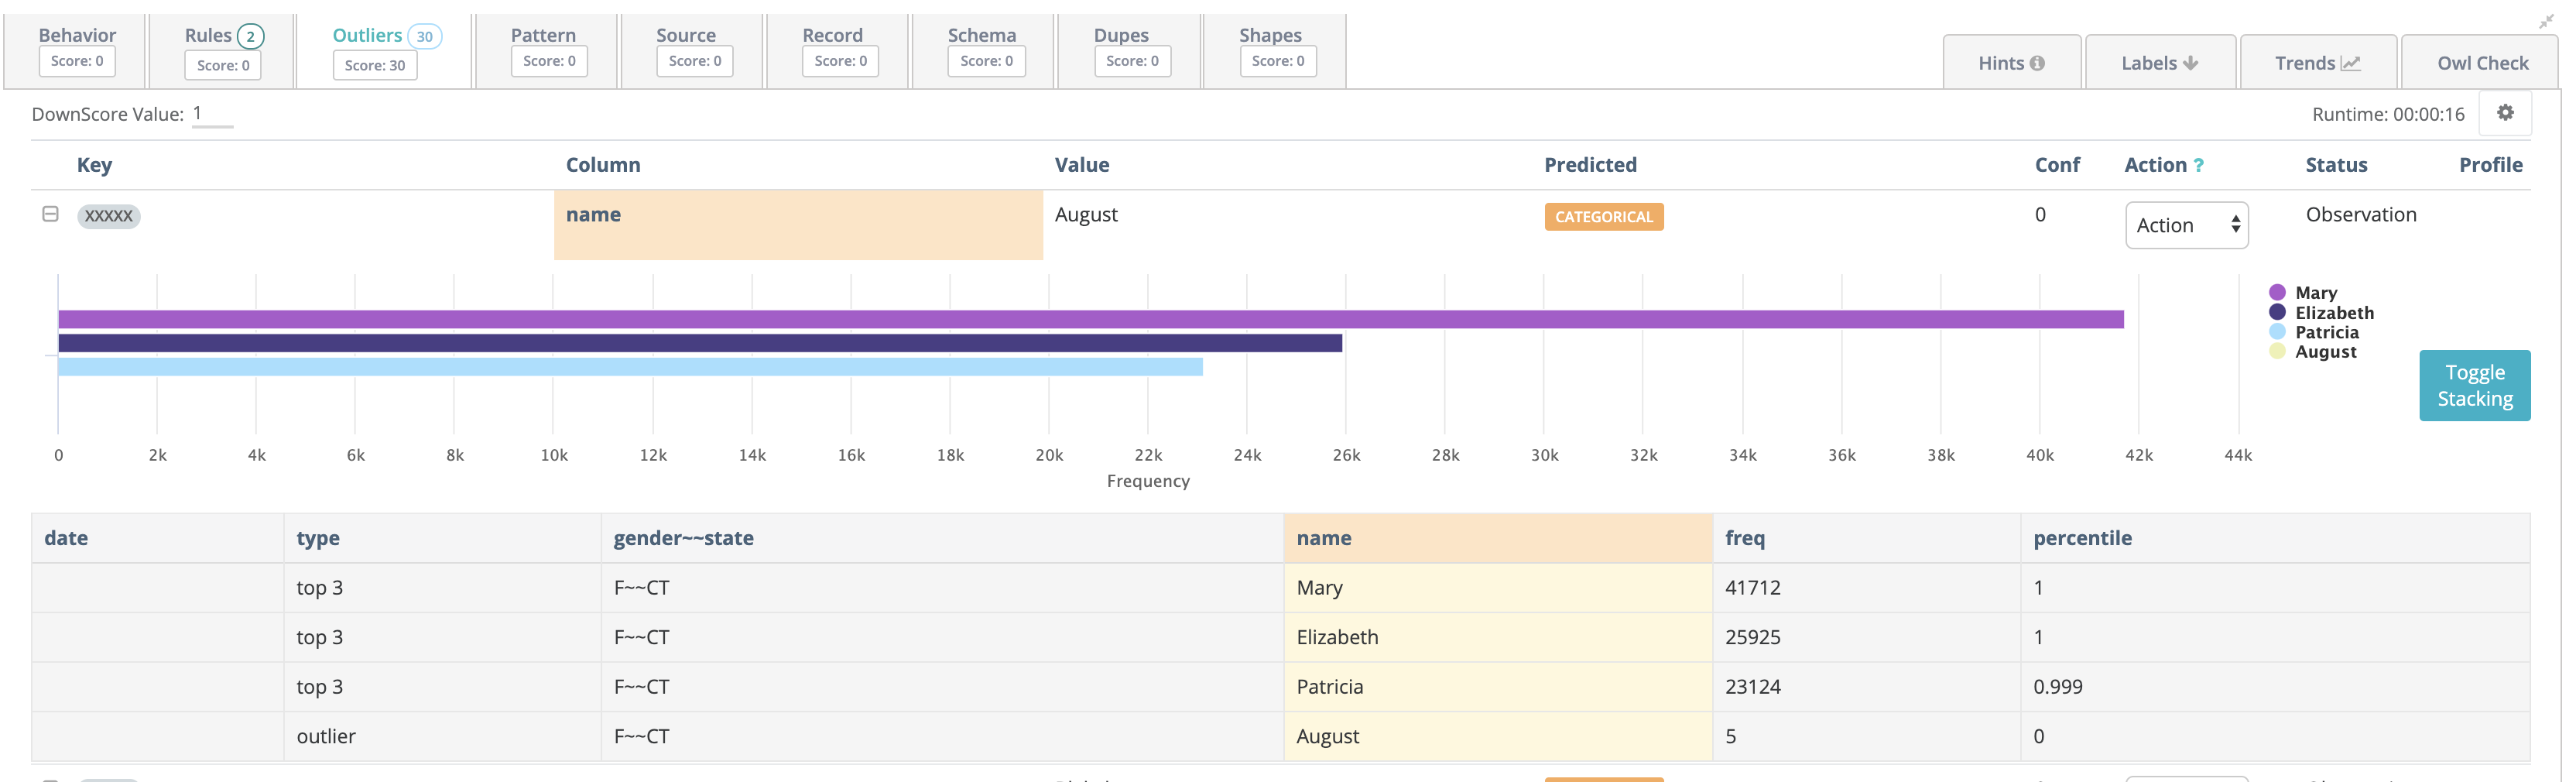 Behavior Rules 2 Outliers 30 Pattern Source Record Schema Dupes Shapes
Score: 0 Score: 0 Score: 30 Score: 0 Score: 0 Score: 0 Score: 0 Score: 0 Score: 0
Hints Labels Trends Owl Check
DownScore Value: 1 Runtime: 00:00:16
Key Column Value Predicted Conf Action ? Status Profile
XXXXX name August CATEGORICAL 0 Action Observation
Mary
Elizabeth
Patricia
August
Toggle
Stacking
0 2k 4k 6k 8k 10k 12k 14k 16k 18k 20k 22k 24k 26k 28k 30k 32k 34k 36k 38k 40k 42k 44k
Frequency
date type gender~~state name freq percentile
top 3 F~~CT Mary 41712 1
top 3 F~~CT Elizabeth 25925 1
top 3 F~~CT Patricia 23124 0.999
outlier F~~CT August 5 0